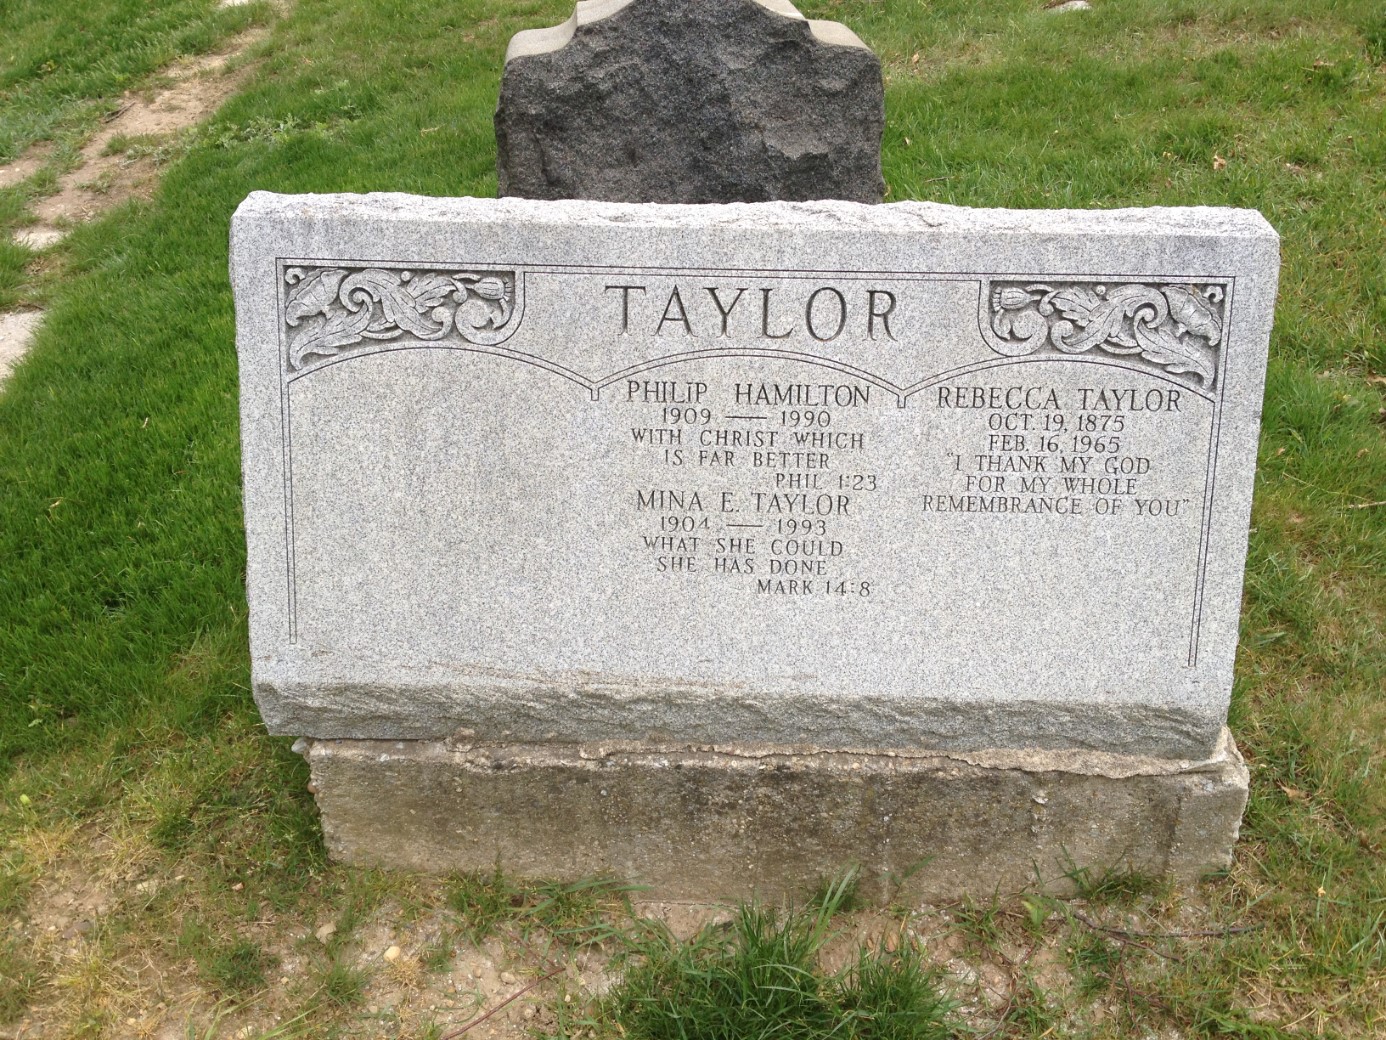 TAYLOR
PHILIP HAMILTON
1909 — 1990
WITH CHRIST WHICH
IS FAR BETTER
PHIL 1:23
MINA E. TAYLOR
1904 — 1993
WHAT SHE COULD
SHE HAS DONE
MARK 14:8
REBECCA TAYLOR
OCT. 19, 1875
FEB. 16, 1965
"I THANK MY GOD
FOR MY WHOLE
REMEMBRANCE OF YOU"